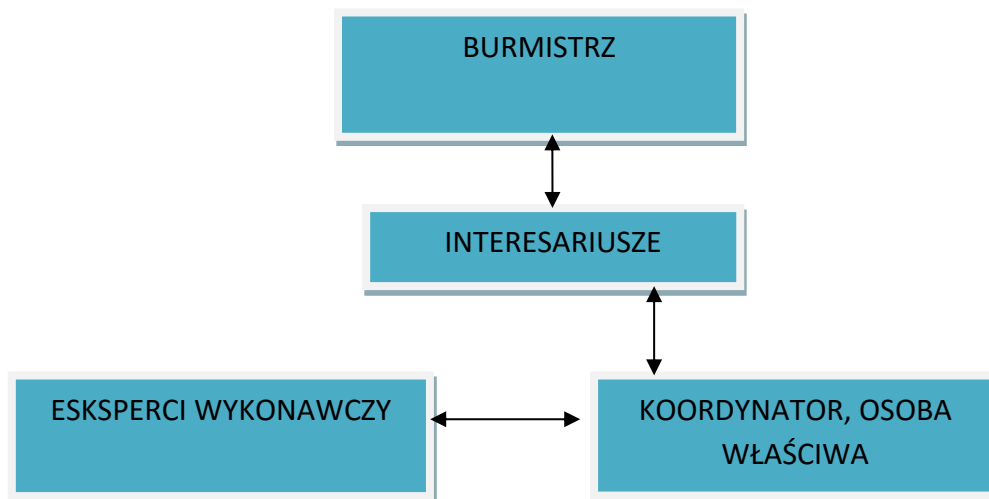 BURMISTRZ
INTERESARIUSZE
ESKSPERCI WYKONAWCZY
KOORDYNATOR, OSOBA
WŁAŚCIWA